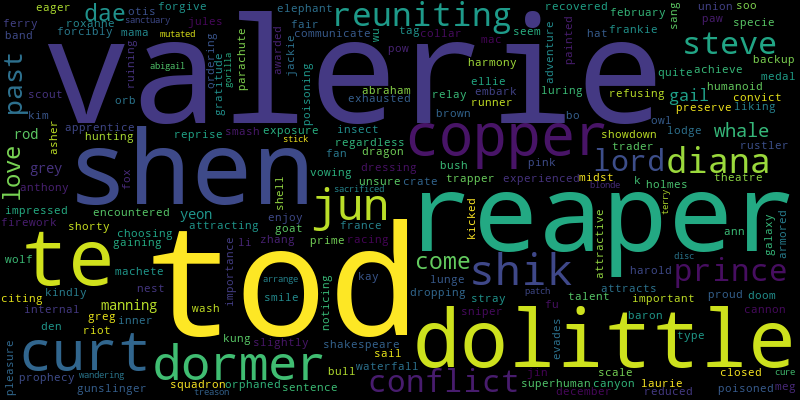 valerie
tod
reaper
shen
dolittle
copper
te
curt
jun
shik
dormer
diana
conflict
reuniting
steve
prince
lord
love
past
dae
come
whale
gail
manning
eager
otis
forgive
elephant
recovered
february
sang
union
soo
sanctuary
ferry
roxanne
jules
fair
hat
frankie
paw
specie
band
forcibly
mama
mutated
ordering
parachute
awarded
jackie
communicate
wu
tag
collar
mac
seem
adventure
painted
quite
achieve
backup
ruining
abigail
gratitude
gorilla
pow
harmony
humanoid
medal
scout
orb
poisoning
abraham
ellie
embark
luring
refusing
convict
exhausted
relay
runner
preserve
liking
kim
apprentice
brown
bo
owl
rod
asher
hunting
reprise
smash
exposure
insect
regardless
showdown
lodge
rustler
stick
trader
grey
fox
fan
dragon
bush
pink
midst
theatre
vowing
dressing
trapper
experienced
k
holmes
anthony
shell
unsure
crate
blonde
sacrificed
terry
impressed
encountered
yeon
enjoy
kicked
attractive
ann
galaxy
armored
firework
shorty
choosing
attracting
goat
france
gaining
li
zhang
prime
racing
disc
wolf
machete
importance
harold
citing
kindly
nest
arrange
kay
lunge
attracts
proud
doom
internal
greg
inner
wash
smile
noticing
dropping
stray
patch
talent
important
den
riot
sniper
fu
baron
cannon
kung
slightly
shakespeare
evades
type
pleasure
sail
waterfall
prophecy
wandering
squadron
orphaned
bull
jin
scale
closed
cure
gunslinger
treason
sentence
superhuman
canyon
laurie
poisoned
meg
december
reduced